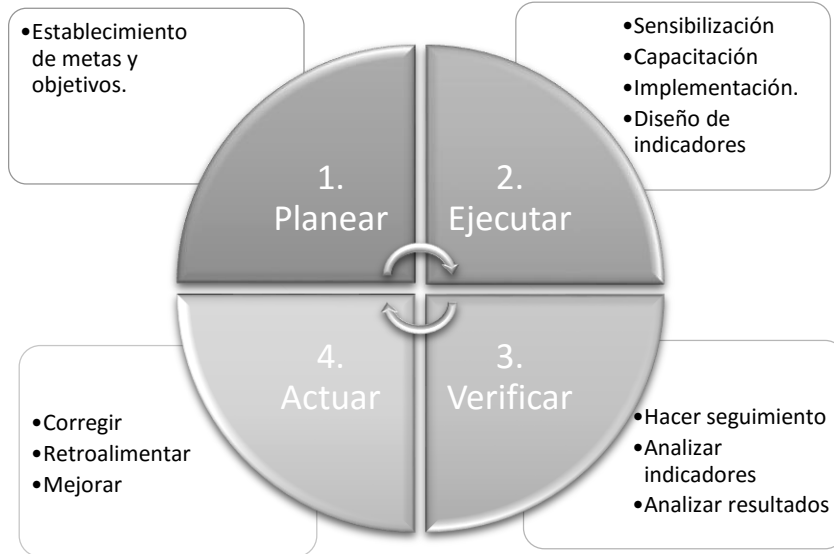 •Establecimiento
de metas y
objetivos.
•Sensibilización
•Capacitación
•Implementación.
•Diseño de
indicadores
1.
Planear
2.
Ejecutar
4.
Actuar
3.
Verificar
•Corregir
•Retroalimentar
•Mejorar
•Hacer seguimiento
•Analizar
indicadores
•Analizar resultados